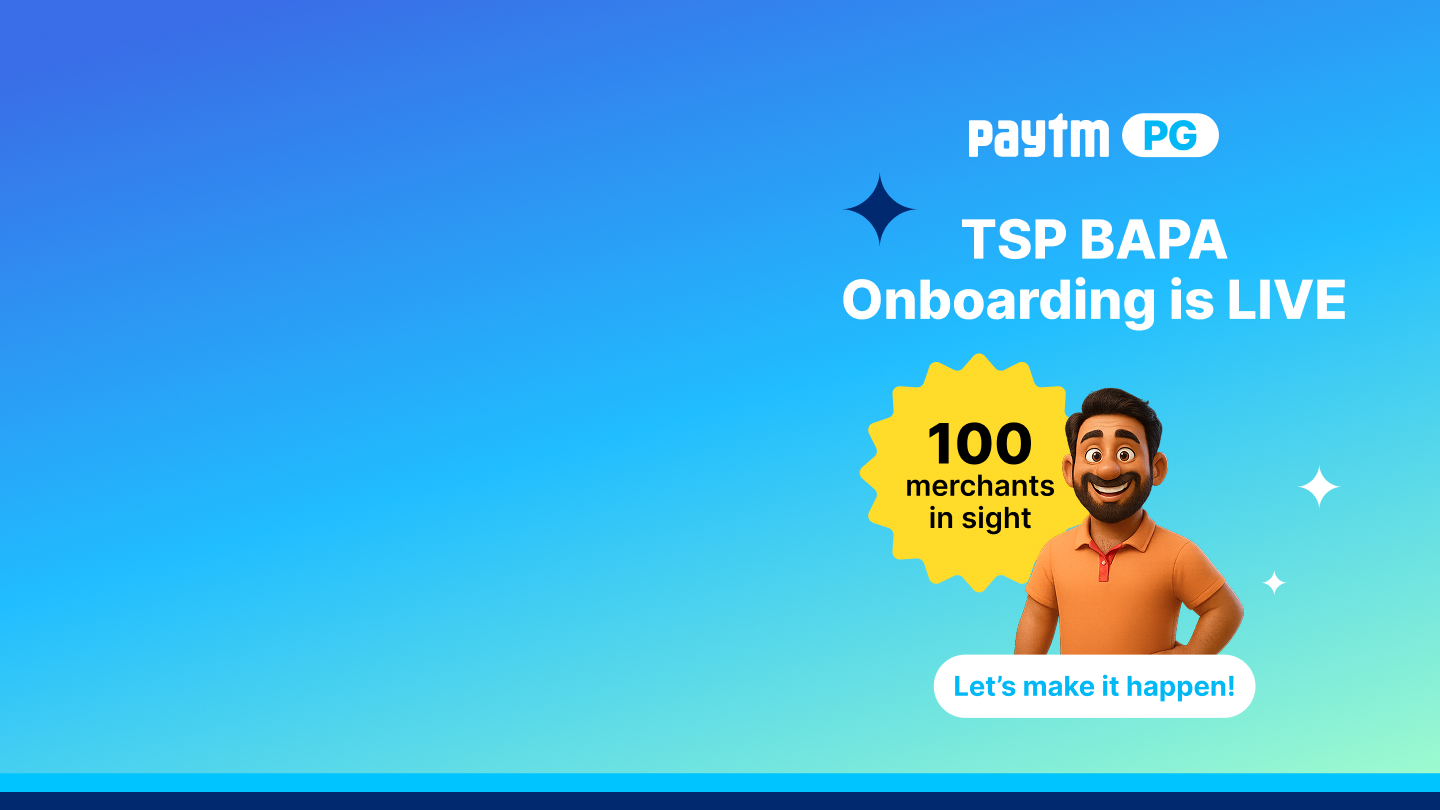 paytm PG
TSP BAPA
Onboarding is LIVE
100
merchants
in sight
Let’s make it happen!